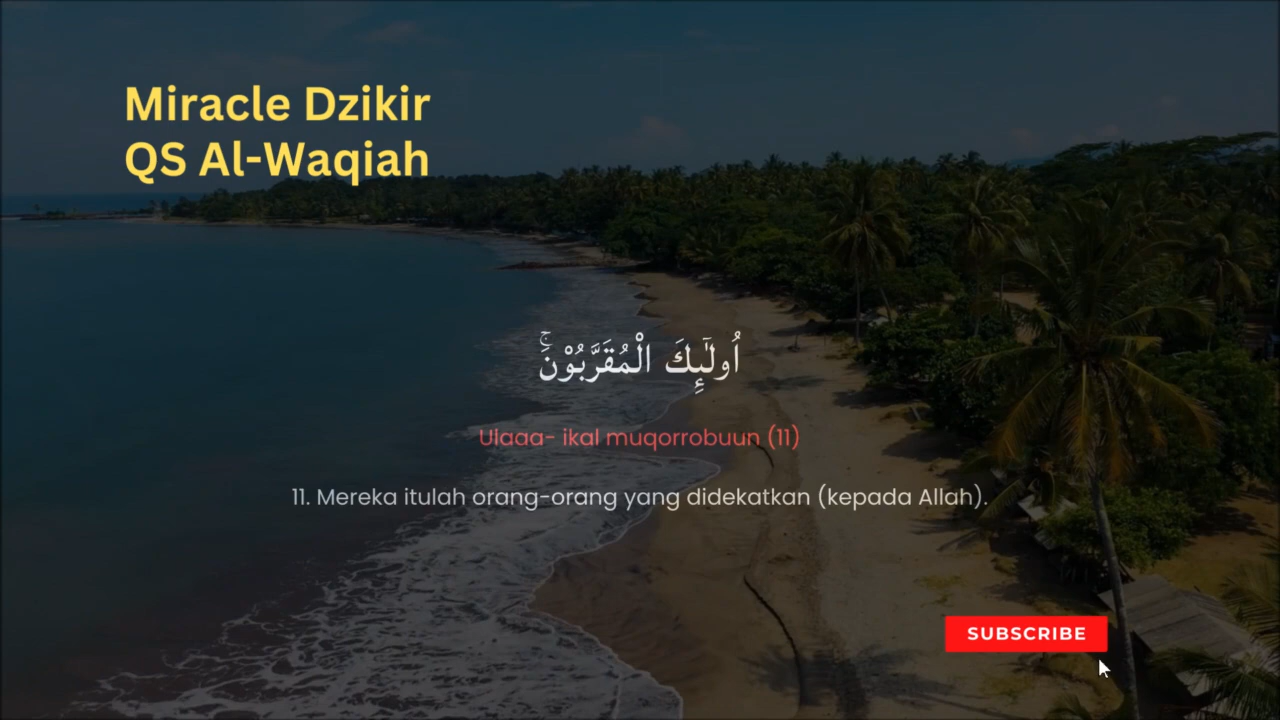 Miracle Dzikir
QS Al-Waqiah
اُولٰۤىِٕكَ الْمُقَرَّبُوْنَۚ
Ulaaa- ikal muqorrobuun (11)
11. Mereka itulah orang-orang yang didekatkan (kepada Allah).
SUBSCRIBE